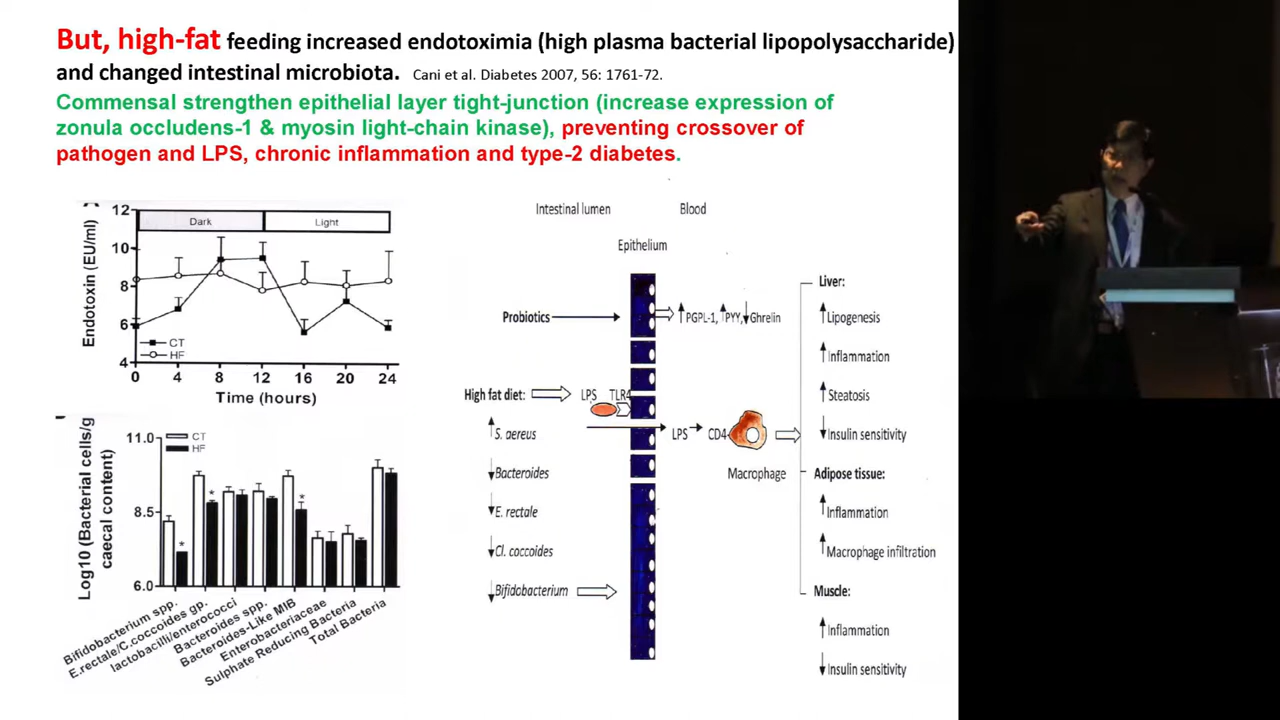 But, high-fat feeding increased endotoximia (high plasma bacterial lipopolysaccharide)
and changed intestinal microbiota. Cani et al. Diabetes 2007, 56: 1761-72.
Commensal strengthen epithelial layer tight-junction (increase expression of
zonula occludens-1 & myosin light-chain kinase), preventing crossover of
pathogen and LPS, chronic inflammation and type-2 diabetes.
A
Endotoxin (EU/ml)
12
10
8
6
4
Dark
Light
CT
HF
0 4 8 12 16 20 24
Time (hours)
Log10 (Bacterial cells/g
caecal content)
11.0
8.5
6.0
CT
HF
*
*
*
Bifidobacterium spp.
E.rectale/C.coccoides gp.
lactobacilli/enterococci
Bacteroides spp.
Bacteroides-Like MIB
Enterobacteriaceae
Sulphate Reducing Bacteria
Total Bacteria
Intestinal lumen
Blood
Epithelium
Probiotics
↑PGPL-1, ↑PYY, ↓Ghrelin
High fat diet:
LPS TLR4
↑S. aereus
↓Bacteroides
↓E. rectale
↓Cl. coccoides
↓Bifidobacterium
LPS → CD4
Macrophage
Liver:
↑Lipogenesis
↑Inflammation
↑Steatosis
↓Insulin sensitivity
Adipose tissue:
↑Inflammation
↑Macrophage infiltration
Muscle:
↑Inflammation
↓Insulin sensitivity